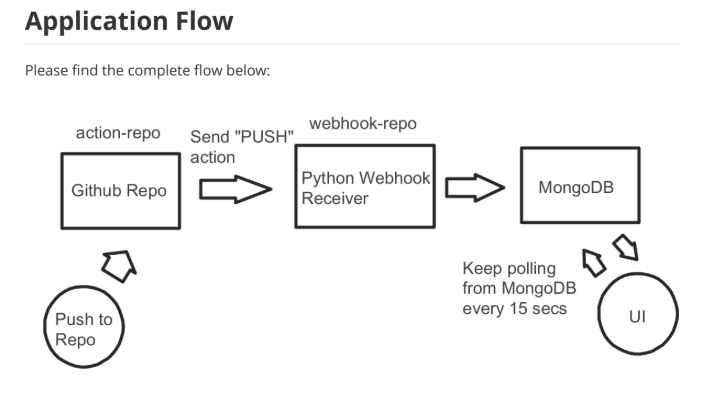 Application Flow
Please find the complete flow below:
action-repo
Send "PUSH"
action
webhook-repo
Github Repo
Python Webhook
Receiver
MongoDB
Push to
Repo
Keep polling
from MongoDB
every 15 secs
UI